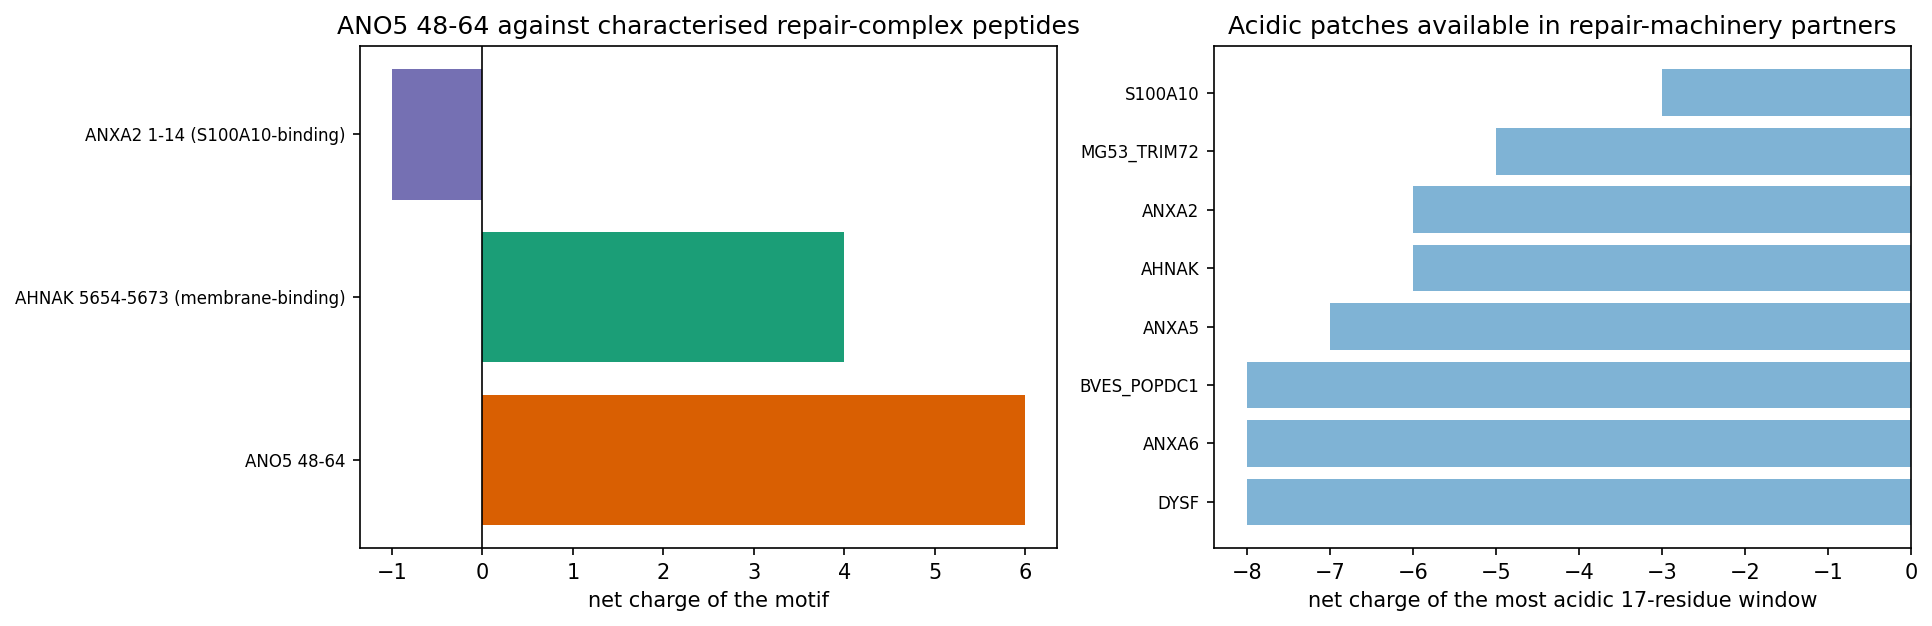 ANO5 48-64 against characterised repair-complex peptides
ANXA2 1-14 (S100A10-binding)
AHNAK 5654-5673 (membrane-binding)
ANO5 48-64
−1 0 1 2 3 4 5 6
net charge of the motif
Acidic patches available in repair-machinery partners
S100A10
MG53_TRIM72
ANXA2
AHNAK
ANXA5
BVES_POPDC1
ANXA6
DYSF
−8 −7 −6 −5 −4 −3 −2 −1 0
net charge of the most acidic 17-residue window